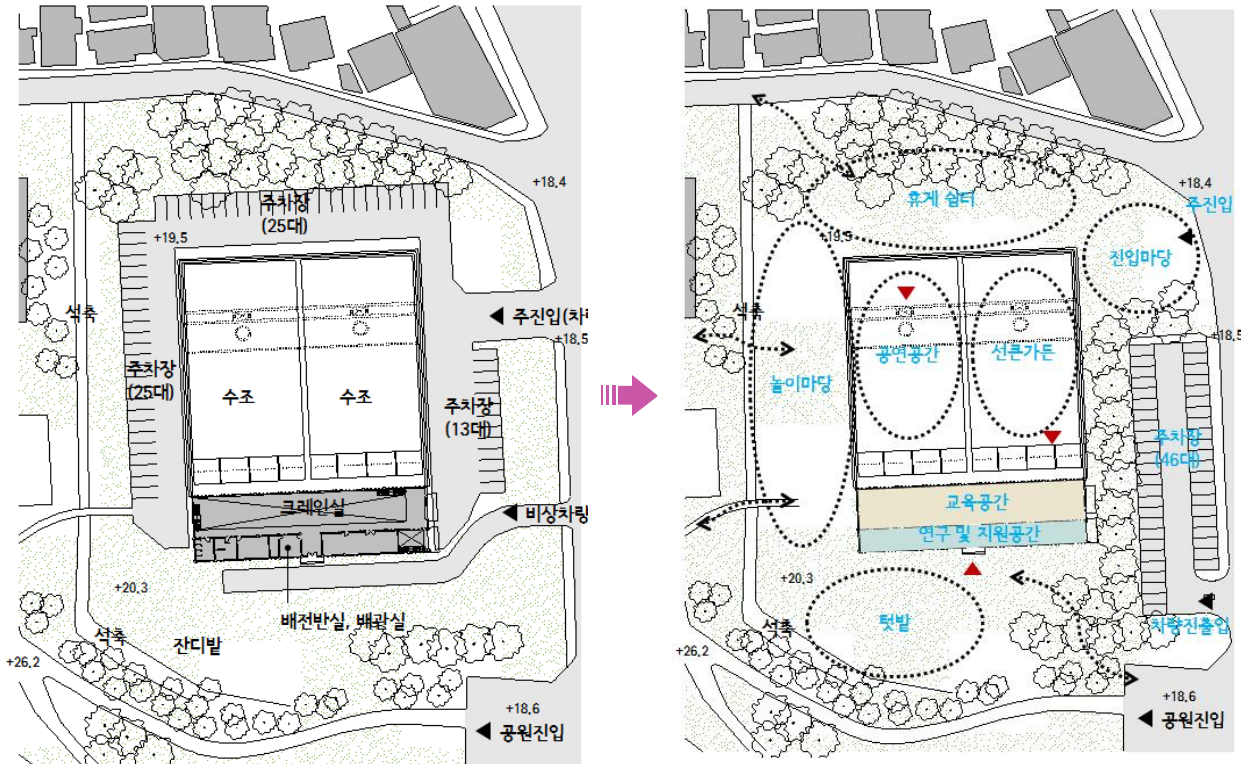 주차장
(25대)
+18.4
+19.5
석축
◀ 주진입(차
+18.5
주차장
(25대)
수조
수조
주차장
(13대)
크레인실
◀ 비상차량
+20.3
배전반실, 배관실
석축
잔디밭
+26.2
+18.6
◀ 공원진입
+18.4
주진입
휴게 쉼터
+19.5
진입마당
석축
+18.5
공연공간
선큰가든
놀이마당
주차장
(46대)
교육공간
연구 및 지원공간
+20.3
텃밭
석축
차량진출입
+26.2
+18.6
◀ 공원진입